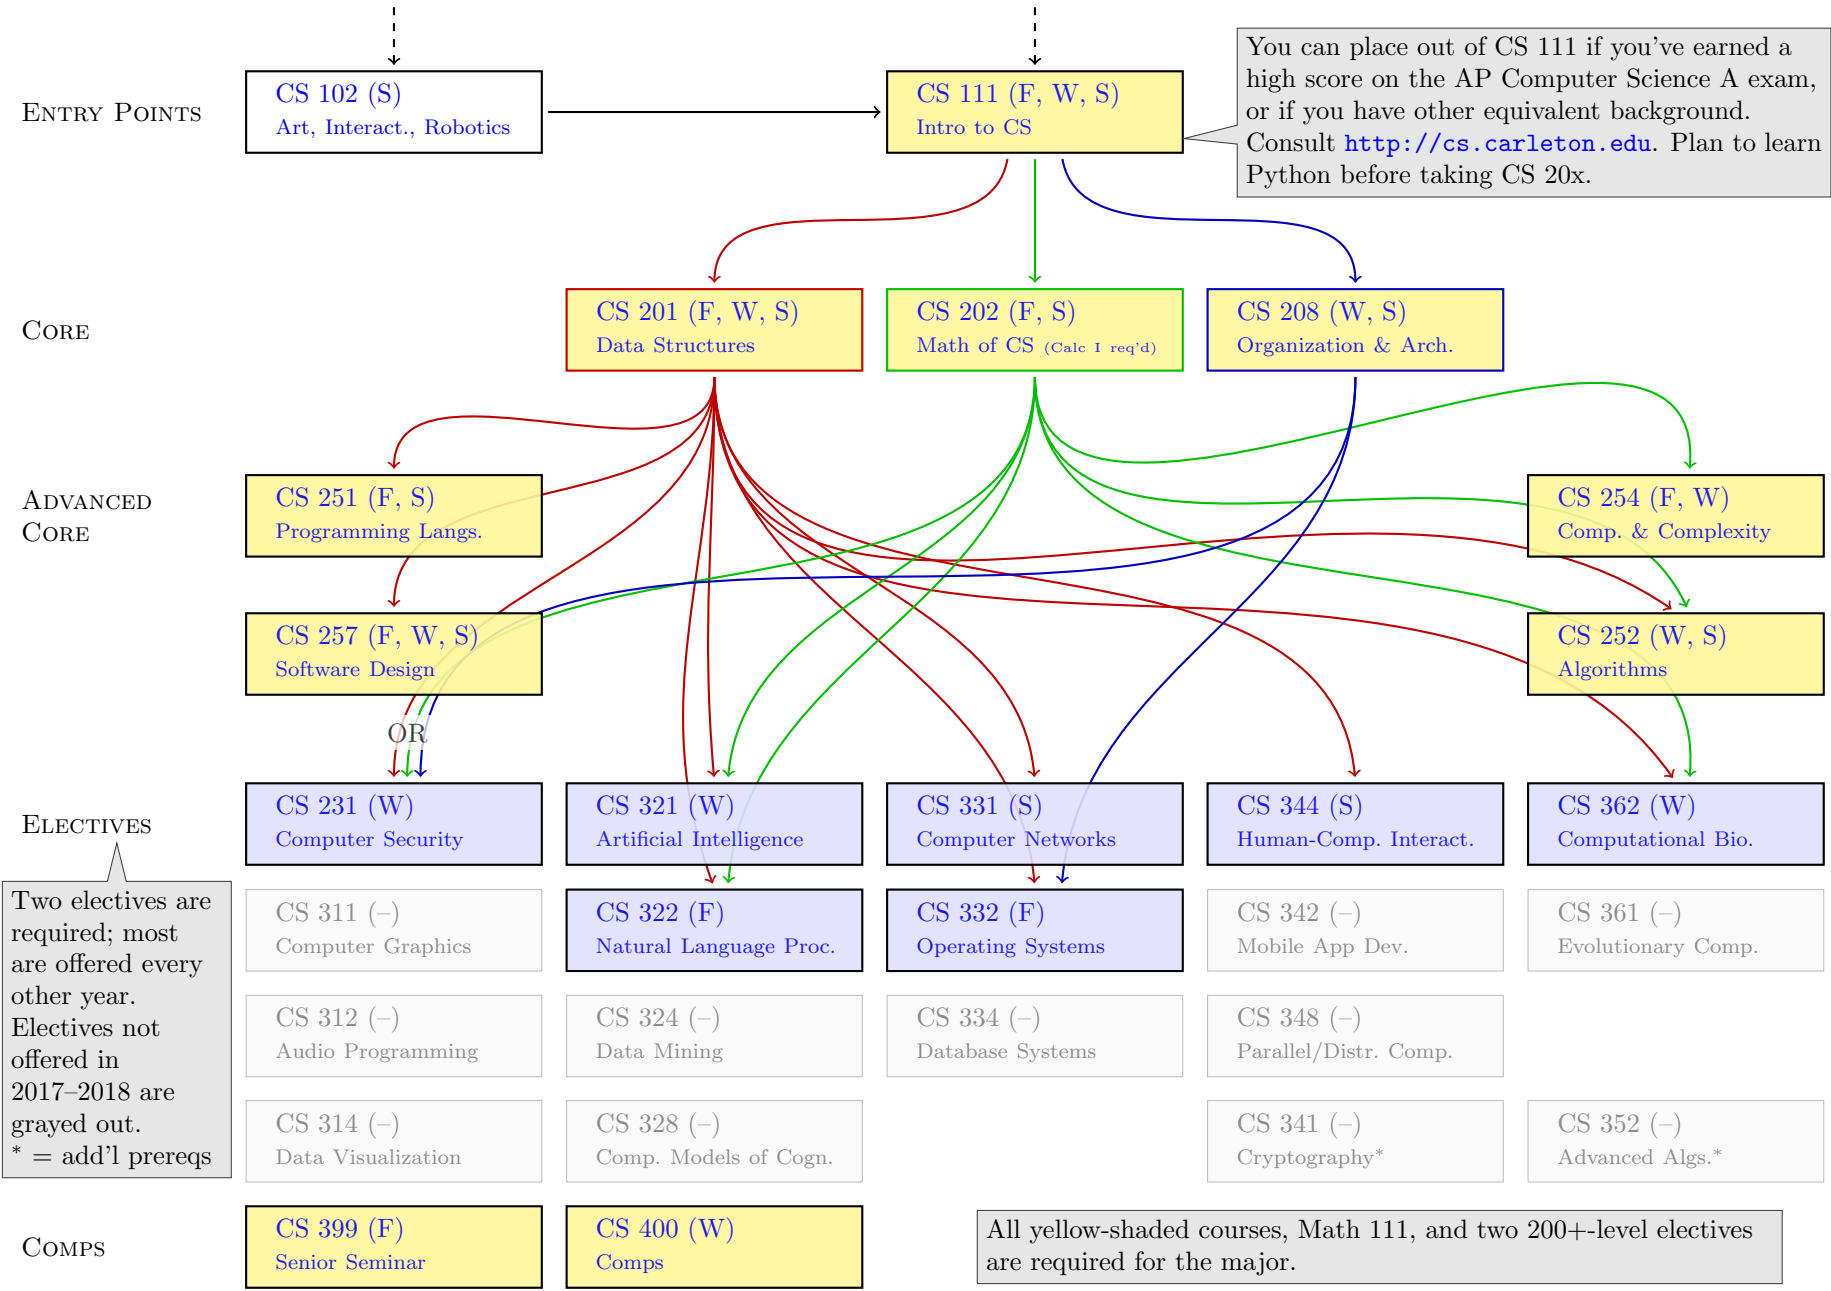 ENTRY POINTS
CS 102 (S)
Art, Interact., Robotics
CS 111 (F, W, S)
Intro to CS
You can place out of CS 111 if you've earned a
high score on the AP Computer Science A exam,
or if you have other equivalent background.
Consult http://cs.carleton.edu. Plan to learn
Python before taking CS 20x.
CORE
CS 201 (F, W, S)
Data Structures
CS 202 (F, S)
Math of CS (Calc I req'd)
CS 208 (W, S)
Organization & Arch.
ADVANCED
CORE
CS 251 (F, S)
Programming Langs.
CS 254 (F, W)
Comp. & Complexity
CS 257 (F, W, S)
Software Design
CS 252 (W, S)
Algorithms
OR
ELECTIVES
CS 231 (W)
Computer Security
CS 321 (W)
Artificial Intelligence
CS 331 (S)
Computer Networks
CS 344 (S)
Human-Comp. Interact.
CS 362 (W)
Computational Bio.
Two electives are
required; most
are offered every
other year.
Electives not
offered in
2017–2018 are
grayed out.
* = add'l prereqs
CS 311 (–)
Computer Graphics
CS 322 (F)
Natural Language Proc.
CS 332 (F)
Operating Systems
CS 342 (–)
Mobile App Dev.
CS 361 (–)
Evolutionary Comp.
CS 312 (–)
Audio Programming
CS 324 (–)
Data Mining
CS 334 (–)
Database Systems
CS 348 (–)
Parallel/Distr. Comp.
CS 314 (–)
Data Visualization
CS 328 (–)
Comp. Models of Cogn.
CS 341 (–)
Cryptography*
CS 352 (–)
Advanced Algs.*
COMPS
CS 399 (F)
Senior Seminar
CS 400 (W)
Comps
All yellow-shaded courses, Math 111, and two 200+-level electives
are required for the major.